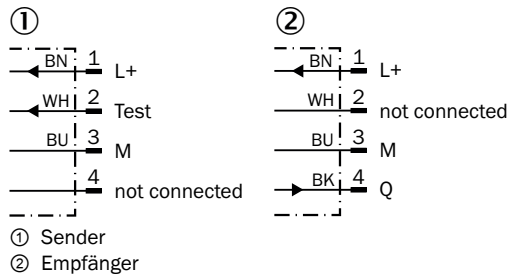 ① ②
BN 1 L+
WH 2 Test
BU 3 M
4 not connected
BN 1 L+
WH 2 not connected
BU 3 M
BK 4 Q
① Sender
② Empfänger